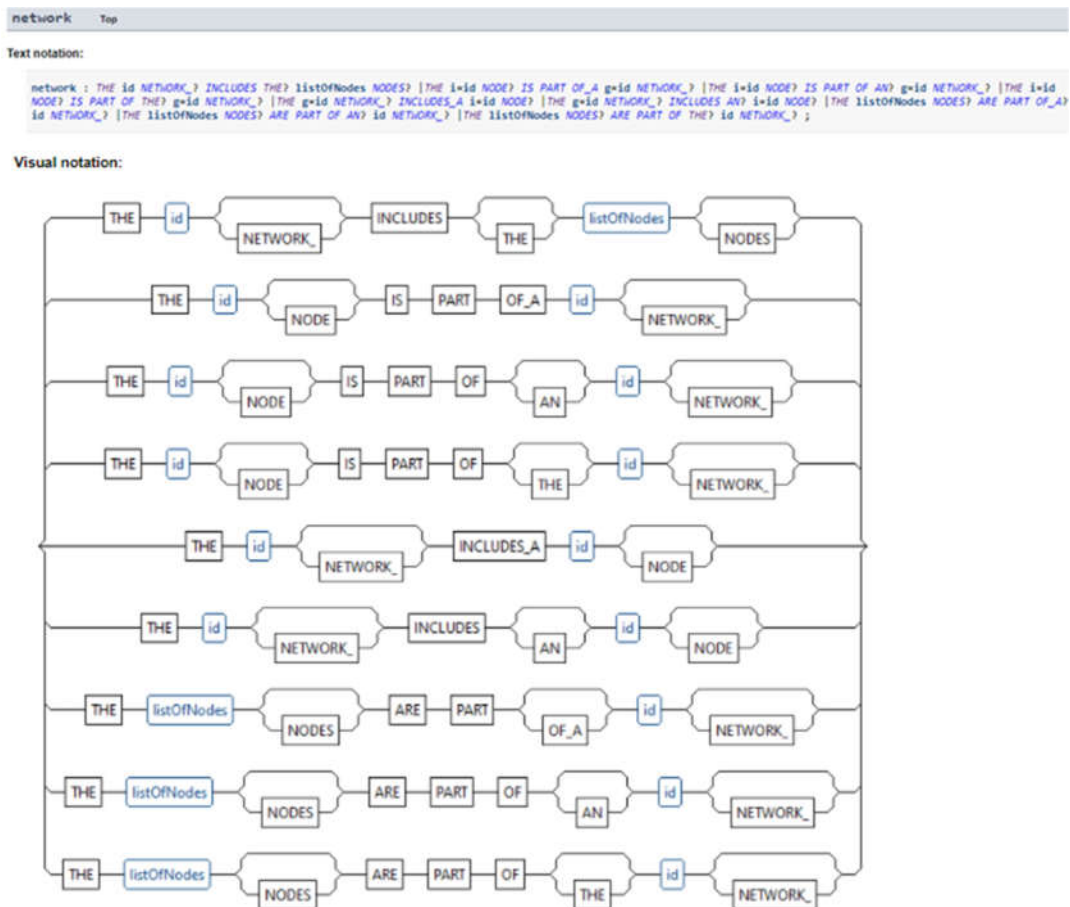 network Top
Text notation:
network : THE id NETWORK_? INCLUDES THE? listOfNodes NODES? |THE i=id NODE? IS PART OF_A g=id NETWORK_? |THE i=id NODE? IS PART OF AN? g=id NETWORK_? |THE i=id
NODE? IS PART OF THE? g=id NETWORK_? |THE g=id NETWORK_? INCLUDES_A i=id NODE? |THE g=id NETWORK_? INCLUDES AN? i=id NODE? |THE listOfNodes NODES? ARE PART OF_A?
id NETWORK_? |THE listOfNodes NODES? ARE PART OF AN? id NETWORK_? |THE listOfNodes NODES? ARE PART OF THE? id NETWORK_? ;
Visual notation:
THE id NETWORK_ INCLUDES THE listOfNodes NODES
THE id NODE IS PART OF_A id NETWORK_
THE id NODE IS PART OF AN id NETWORK_
THE id NODE IS PART OF THE id NETWORK_
THE id NETWORK_ INCLUDES_A id NODE
THE id NETWORK_ INCLUDES AN id NODE
THE listOfNodes NODES ARE PART OF_A id NETWORK_
THE listOfNodes NODES ARE PART OF AN id NETWORK_
THE listOfNodes NODES ARE PART OF THE id NETWORK_